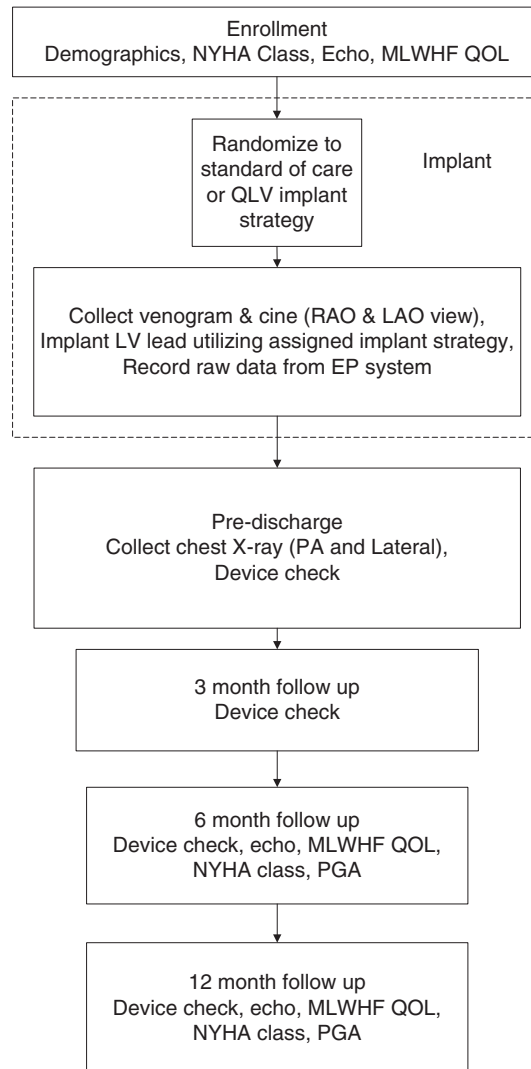 Enrollment
Demographics, NYHA Class, Echo, MLWHF QOL
Randomize to
standard of care
or QLV implant
strategy
Implant
Collect venogram & cine (RAO & LAO view),
Implant LV lead utilizing assigned implant strategy,
Record raw data from EP system
Pre-discharge
Collect chest X-ray (PA and Lateral),
Device check
3 month follow up
Device check
6 month follow up
Device check, echo, MLWHF QOL,
NYHA class, PGA
12 month follow up
Device check, echo, MLWHF QOL,
NYHA class, PGA